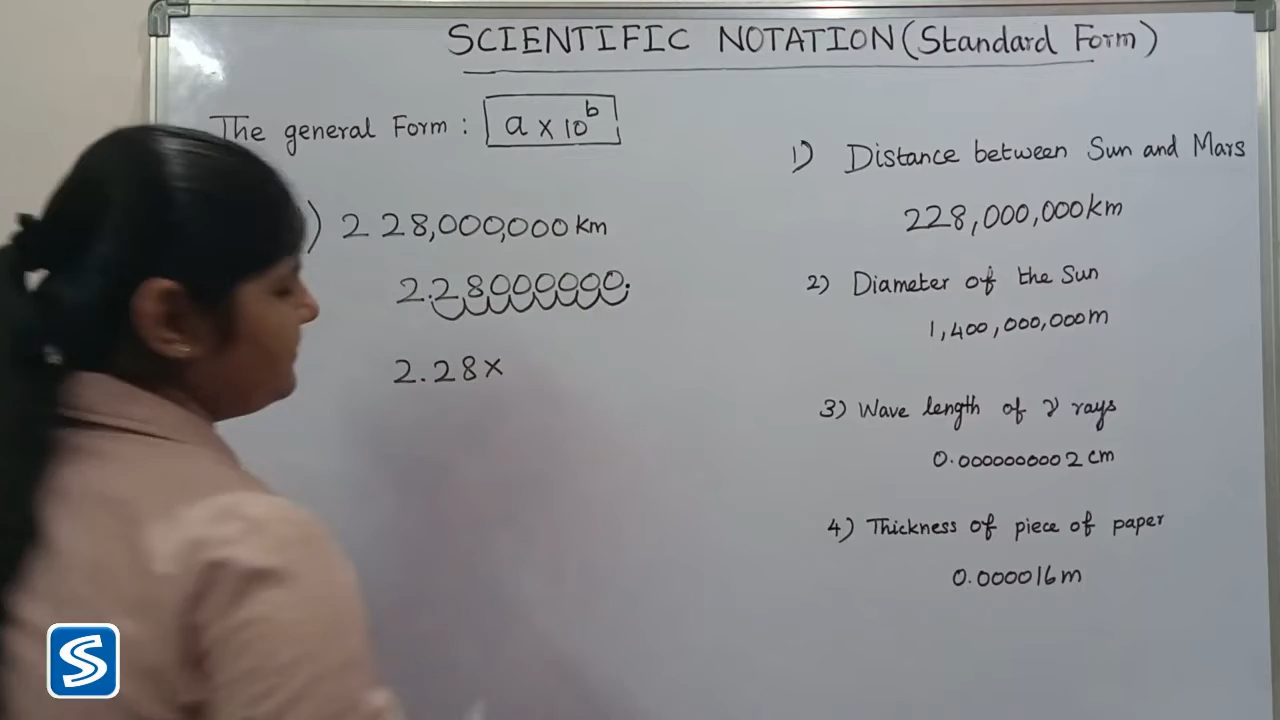 SCIENTIFIC NOTATION (Standard Form)
The general Form : a × 10^b
) 228,000,000 km
2.28000000.
2.28 ×
1) Distance between Sun and Mars
228,000,000 km
2) Diameter of the Sun
1,400,000,000 m
3) Wave length of γ rays
0.0000000002 cm
4) Thickness of piece of paper
0.000016 m
S